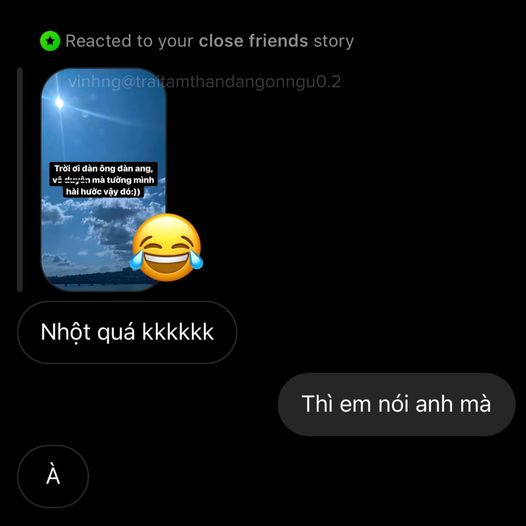 Reacted to your close friends story
vinhng@traitamthandangonngu0.2
Trời ơi đàn ông đàn ang,
vô duyên mà tường mình
hài hước vậy đó:))
Nhột quá kkkkkk
Thì em nói anh mà
À